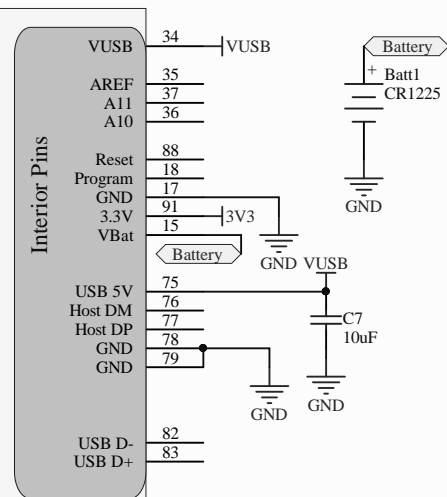 VUSB 34 VUSB
AREF 35
A11 37
A10 36
Reset 88
Program 18
GND 17
3.3V 91 3V3
VBat 15
Battery
GND
Interior Pins
USB 5V 75
Host DM 76
Host DP 77
GND 78
GND 79
USB D- 82
USB D+ 83
VUSB
C7
10uF
GND
GND
Battery
+ Batt1
CR1225
GND